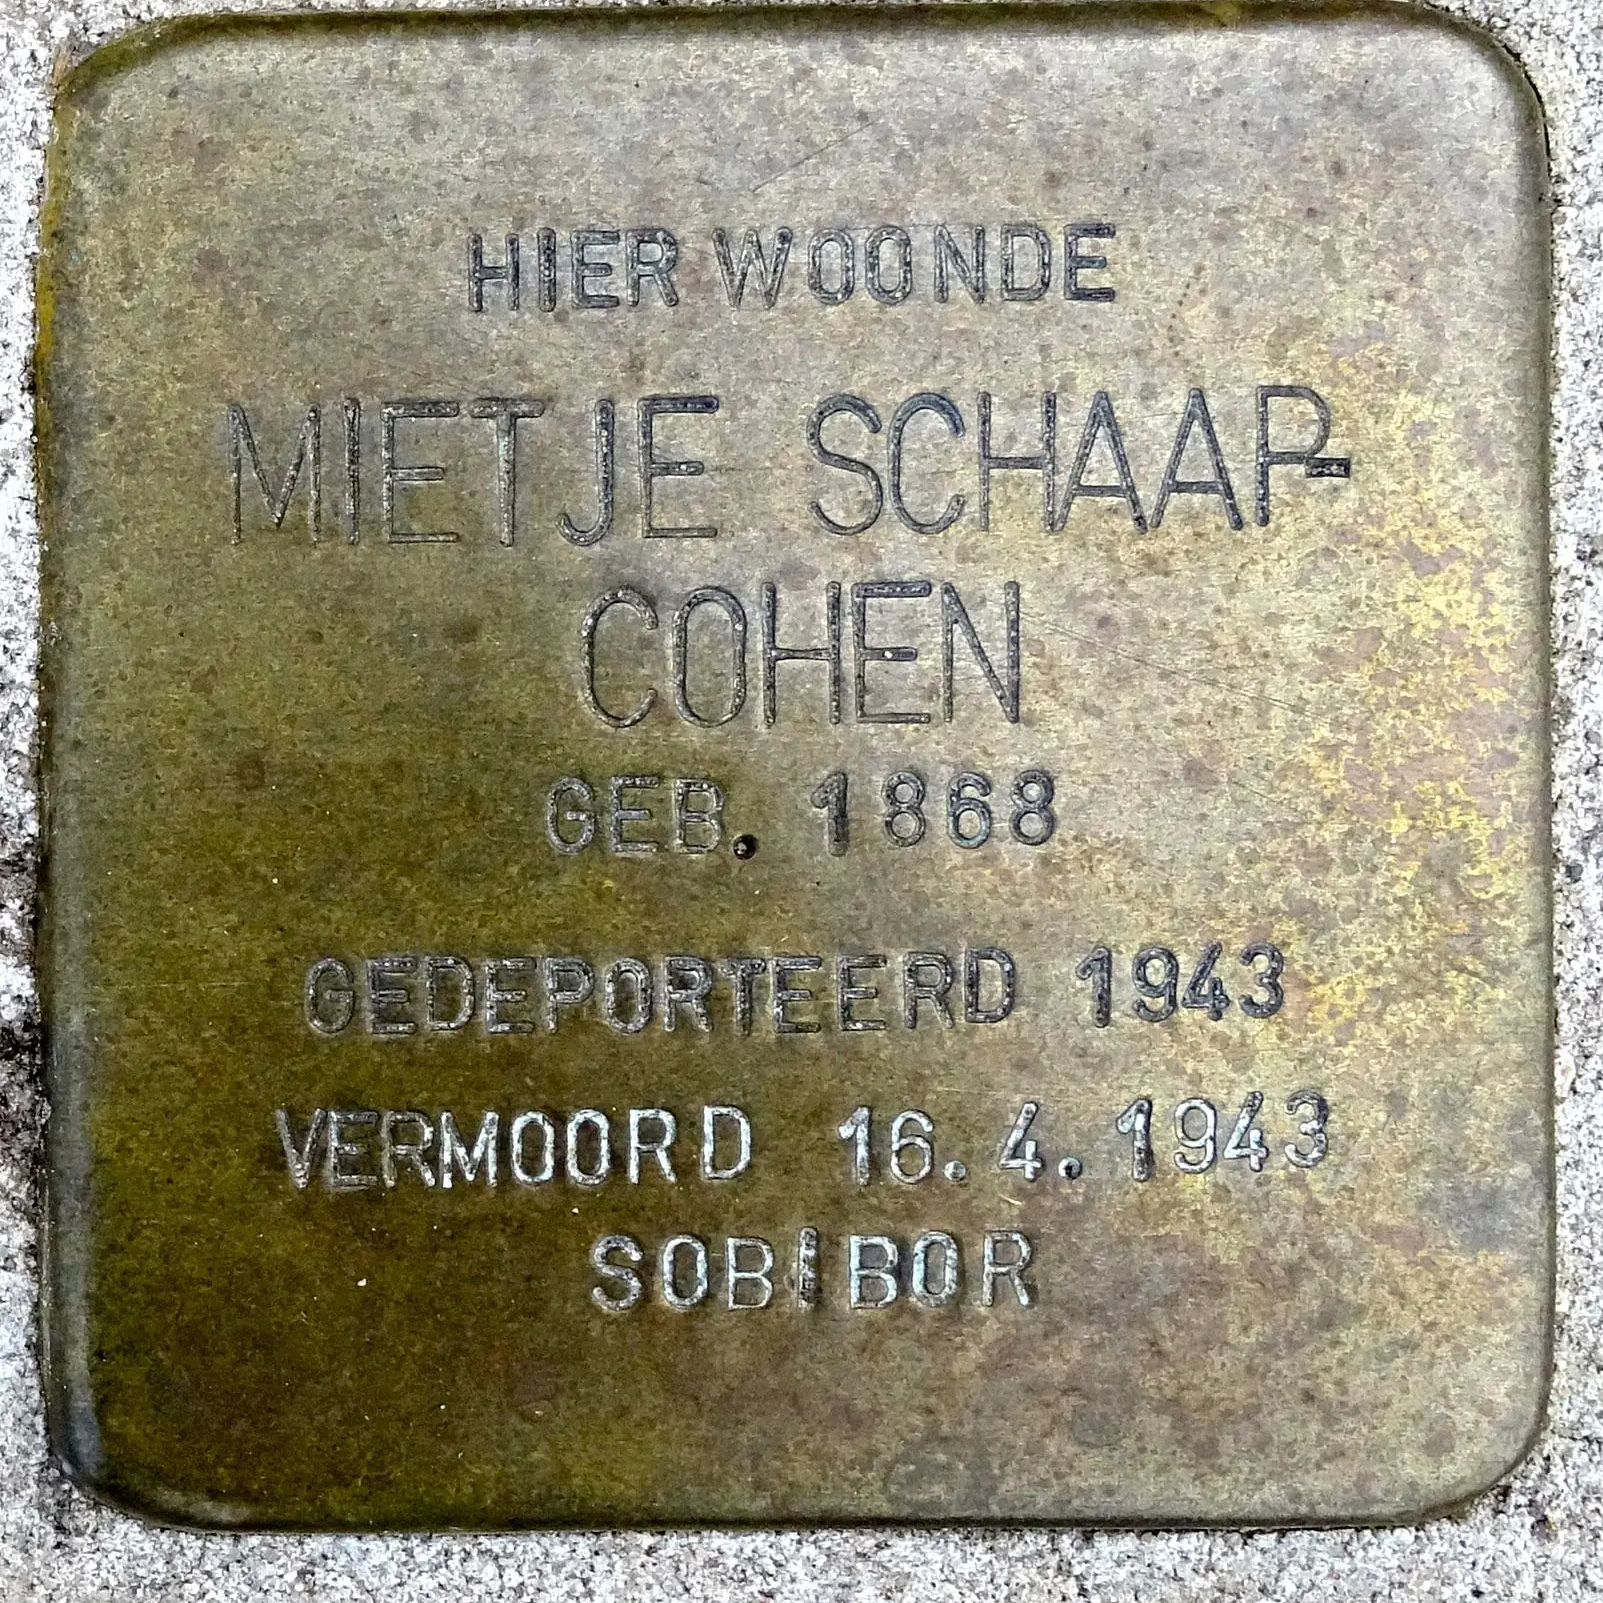 HIER WOONDE
MIETJE SCHAAP-
COHEN
GEB. 1868
GEDEPORTEERD 1943
VERMOORD 16.4.1943
SOBIBOR